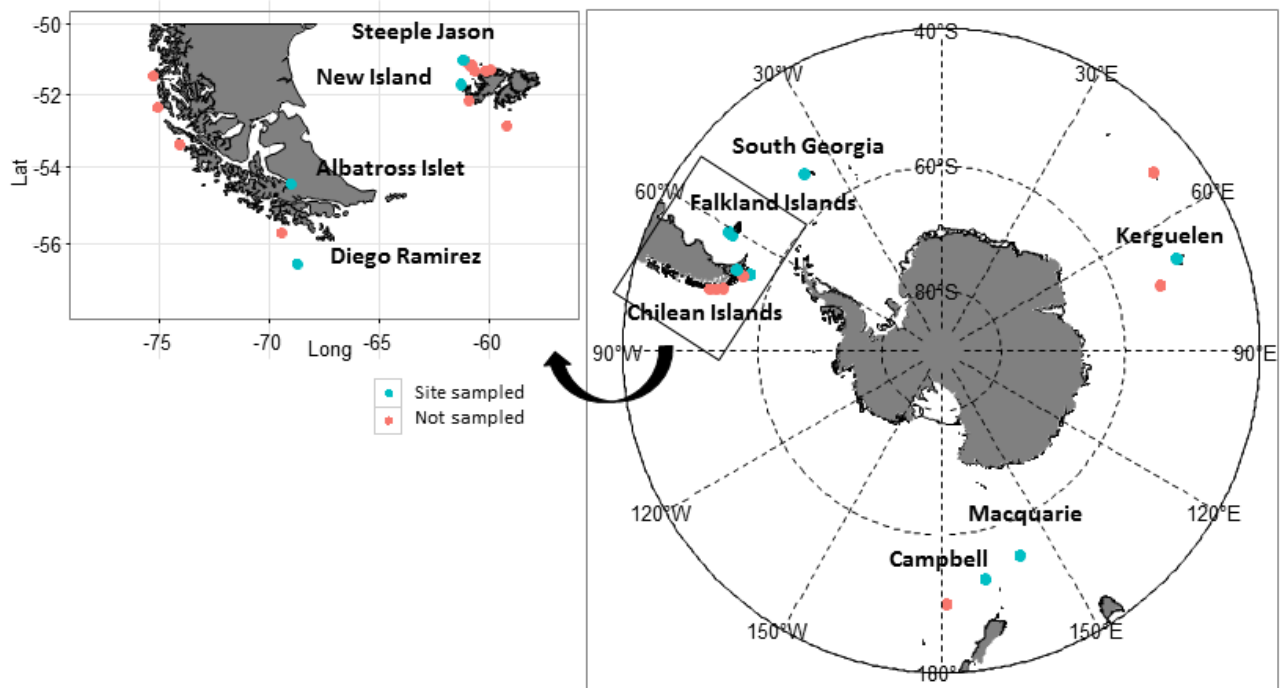 -50
-52
-54
-56
Lat
-75
-70
-65
-60
Long
Steeple Jason
New Island
Albatross Islet
Diego Ramirez
Site sampled
Not sampled
40°S
30°W
30°E
South Georgia
60°S
60°W
Falkland Islands
60°E
Kerguelen
80°S
Chilean Islands
90°W
90°E
120°W
Macquarie
120°E
Campbell
150°W
150°E
180°